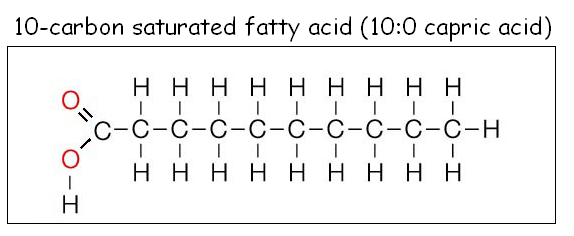 10-carbon saturated fatty acid (10:0 capric acid)
H H H H H H H H H
O
C-C-C-C-C-C-C-C-C-C-H
O
H H H H H H H H H
H